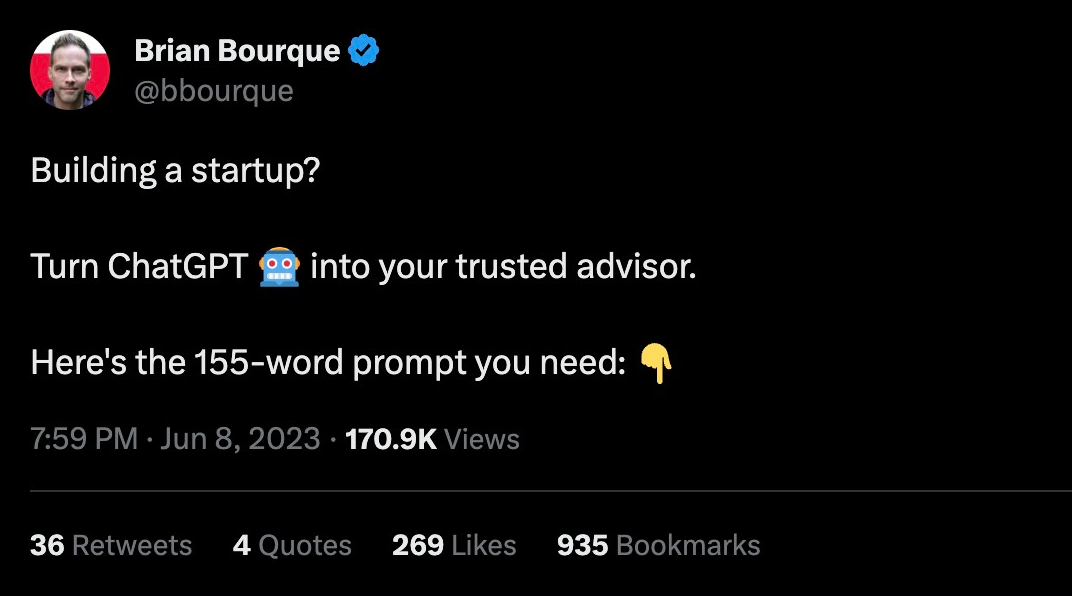 Brian Bourque
@bbourque
Building a startup?
Turn ChatGPT 🤖 into your trusted advisor.
Here's the 155-word prompt you need: 👇
7:59 PM · Jun 8, 2023 · 170.9K Views
36 Retweets 4 Quotes 269 Likes 935 Bookmarks